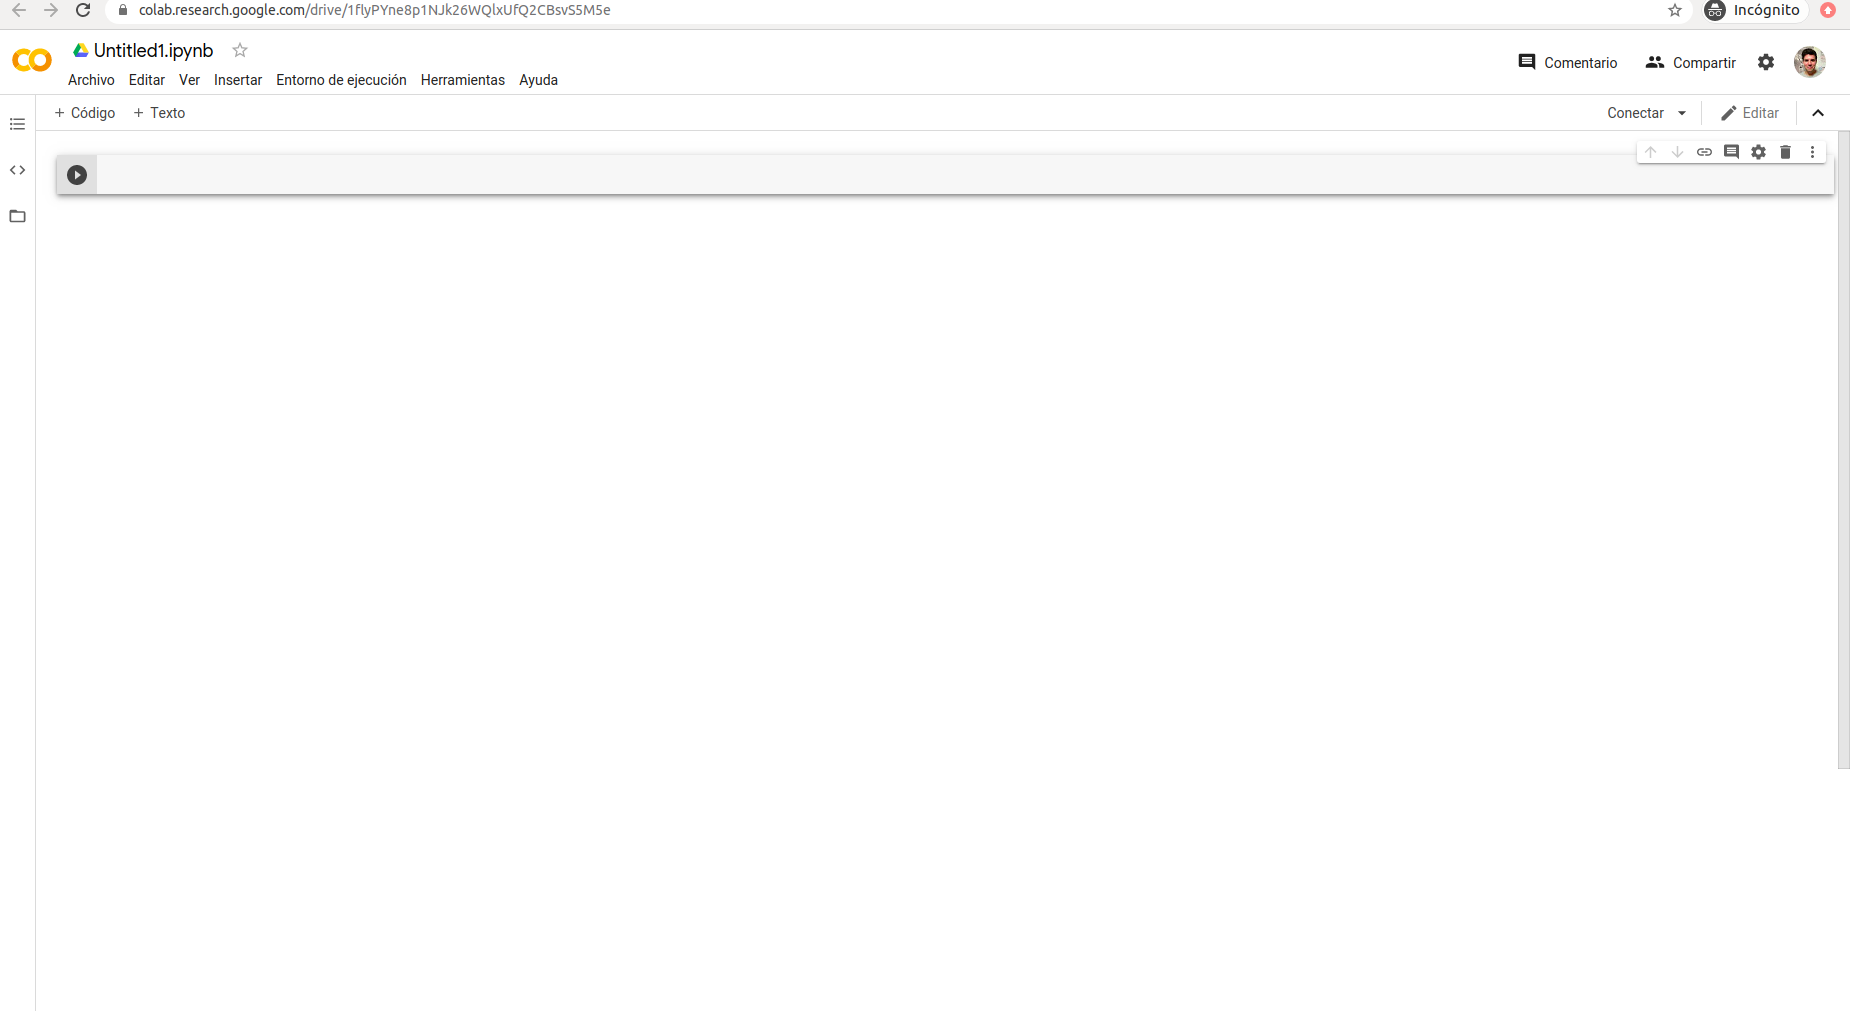 colab.research.google.com/drive/1flyPYne8p1NJk26WQlxUfQ2CBsvS5M5e
Incógnito
Untitled1.ipynb
Archivo Editar Ver Insertar Entorno de ejecución Herramientas Ayuda
Comentario Compartir
+ Código + Texto
Conectar Editar